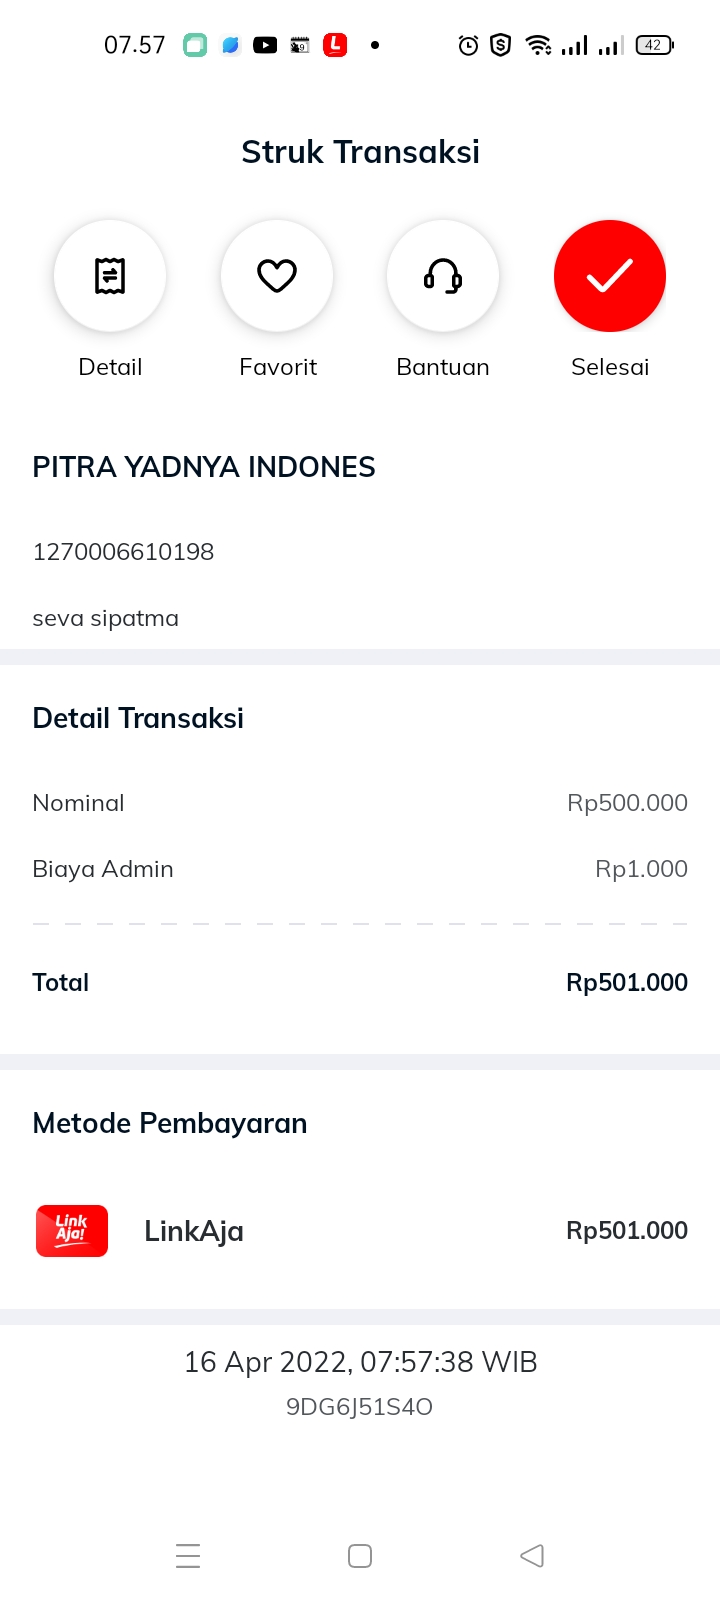 07.57
42
Struk Transaksi
Detail Favorit Bantuan Selesai
PITRA YADNYA INDONES
1270006610198
seva sipatma
Detail Transaksi
Nominal Rp500.000
Biaya Admin Rp1.000
Total Rp501.000
Metode Pembayaran
Link
Aja!
LinkAja Rp501.000
16 Apr 2022, 07:57:38 WIB
9DG6J51S4O